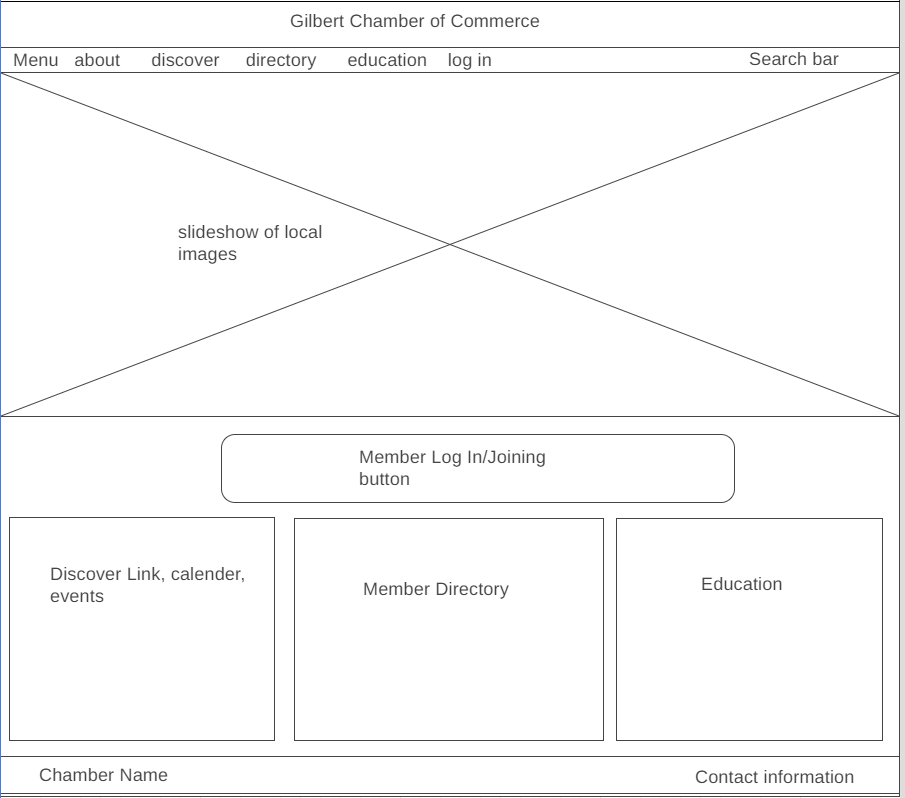 Gilbert Chamber of Commerce
Menu about discover directory education log in Search bar
slideshow of local
images
Member Log In/Joining
button
Discover Link, calender,
events
Member Directory
Education
Chamber Name
Contact information